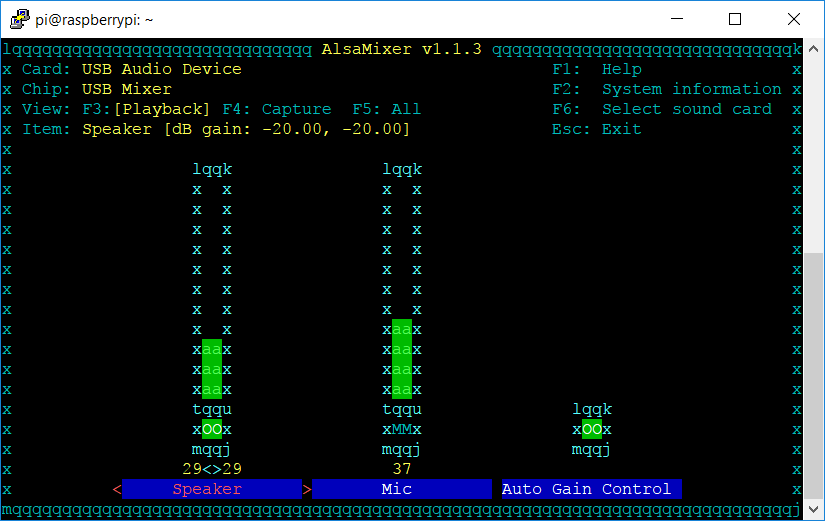 pi@raspberrypi: ~
lqqqqqqqqqqqqqqqqqqqqqqqqqqqqqq AlsaMixer v1.1.3 qqqqqqqqqqqqqqqqqqqqqqqqqqqqqqk
x Card: USB Audio Device                               F1:  Help               x
x Chip: USB Mixer                                      F2:  System information x
x View: F3:[Playback] F4: Capture  F5: All             F6:  Select sound card  x
x Item: Speaker [dB gain: -20.00, -20.00]              Esc: Exit               x
x                                                                              x
x                  lqqk               lqqk                                     x
x                  x  x               x  x                                     x
x                  x  x               x  x                                     x
x                  x  x               x  x                                     x
x                  x  x               x  x                                     x
x                  x  x               x  x                                     x
x                  x  x               x  x                                     x
x                  x  x               xaax                                     x
x                  xaax               xaax                                     x
x                  xaax               xaax                                     x
x                  xaax               xaax                                     x
x                  tqqu               tqqu               lqqk                  x
x                  xOOx               xMMx               xOOx                  x
x                  mqqj               mqqj               mqqj                  x
x                 29<>29               37                                      x
x          <     Speaker      >       Mic         Auto Gain Control            x
mqqqqqqqqqqqqqqqqqqqqqqqqqqqqqqqqqqqqqqqqqqqqqqqqqqqqqqqqqqqqqqqqqqqqqqqqqqqqqqj